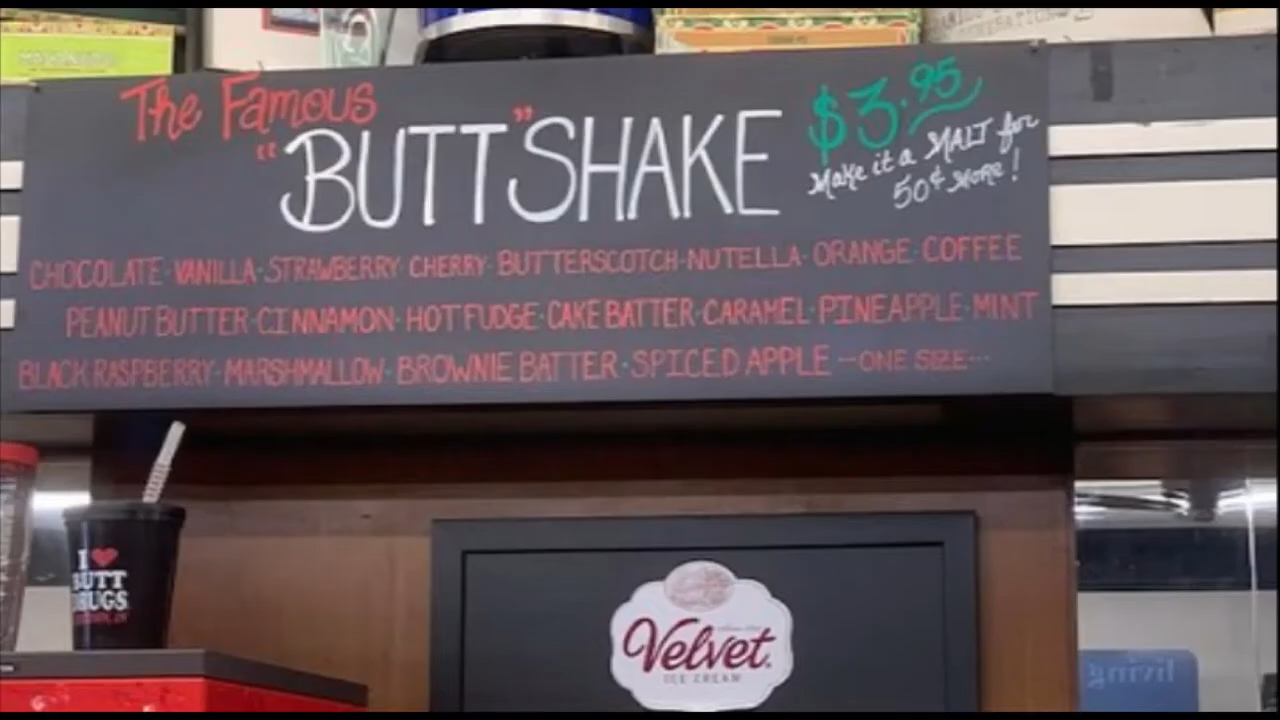 The Famous
"BUTT" SHAKE
$3.95
Make it a MALT for
50¢ MORE!
CHOCOLATE · VANILLA · STRAWBERRY · CHERRY · BUTTERSCOTCH · NUTELLA · ORANGE · COFFEE
PEANUT BUTTER · CINNAMON · HOT FUDGE · CAKE BATTER · CARAMEL · PINEAPPLE · MINT
BLACK RASPBERRY · MARSHMALLOW · BROWNIE BATTER · SPICED APPLE --ONE SIZE--
I ❤
BUTT
DRUGS
Velvet
ICE CREAM
living